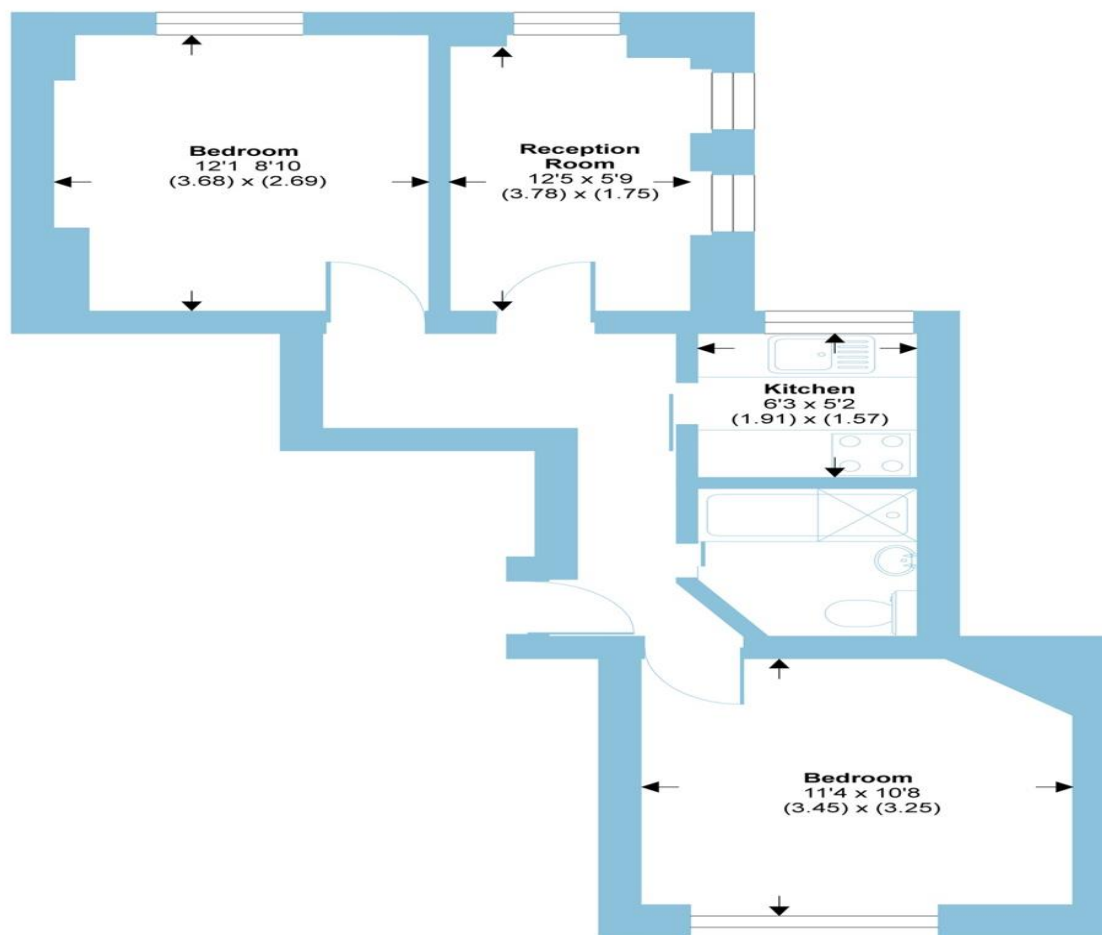 Bedroom
12'1 8'10
(3.68) x (2.69)
Reception
Room
12'5 x 5'9
(3.78) x (1.75)
Kitchen
6'3 x 5'2
(1.91) x (1.57)
Bedroom
11'4 x 10'8
(3.45) x (3.25)